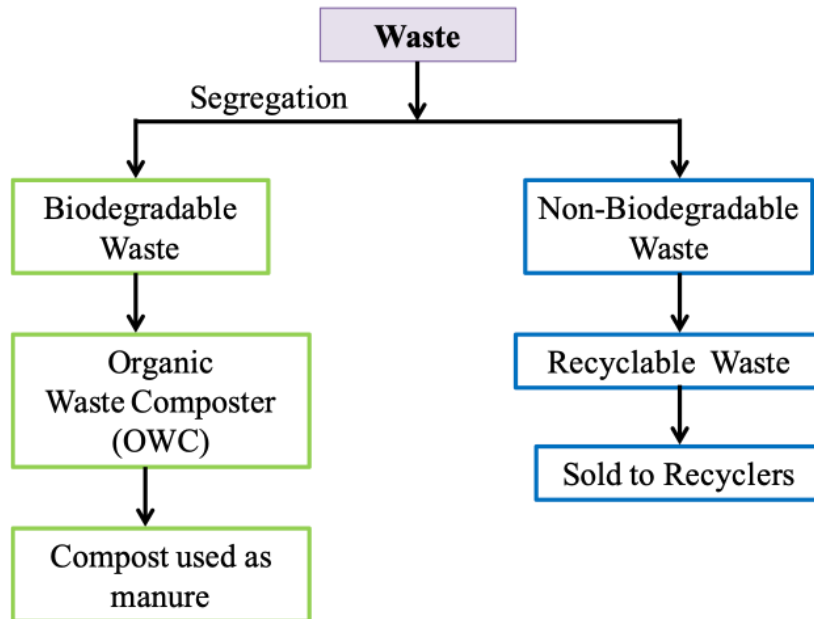 Waste
Segregation
Biodegradable
Waste
Non-Biodegradable
Waste
Organic
Waste Composter
(OWC)
Recyclable Waste
Sold to Recyclers
Compost used as
manure